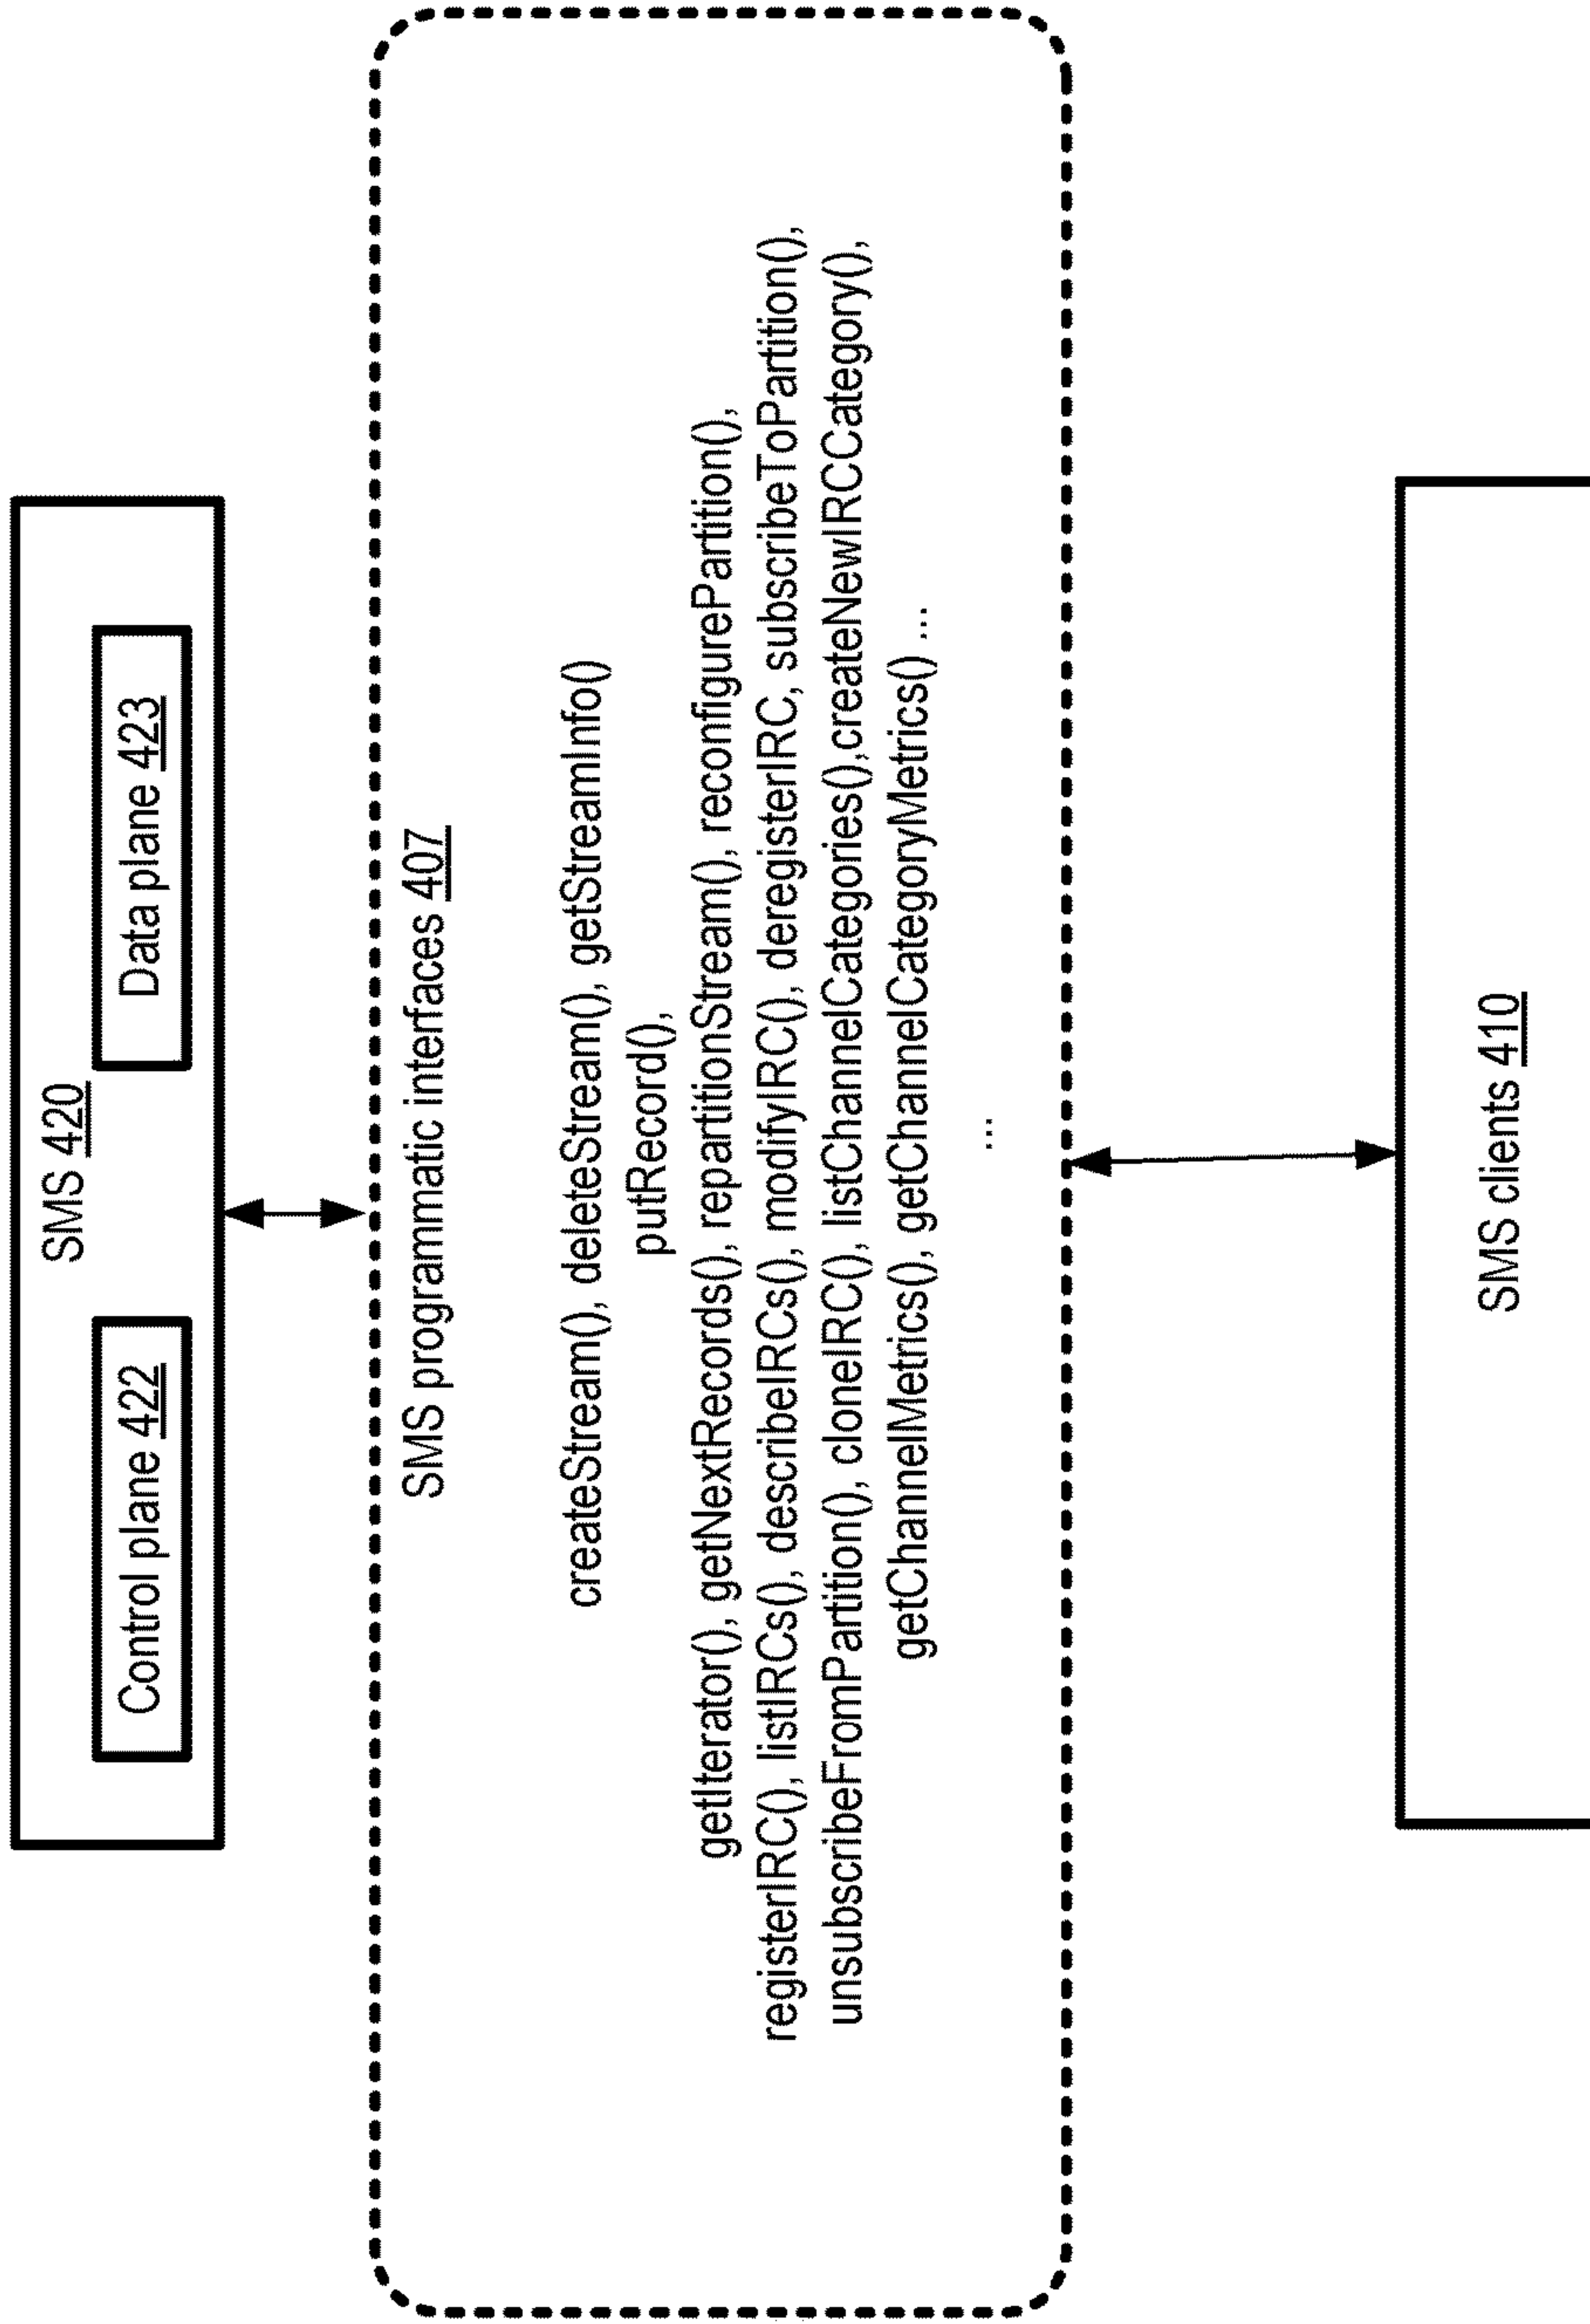 SMS 420
Control plane 422
Data plane 423
SMS programmatic interfaces 407
createStream(), deleteStream(), getStreamInfo()
putRecord(),
getIterator(), getNextRecords(), repartitionStream(), reconfigurePartition(),
registerIRC(), listIRCs(), describeIRCs(), modifyIRC(), deregisterIRC, subscribeToPartition(),
unsubscribeFromPartition(), cloneIRC(), listChannelCategories(),createNewIRCCategory(),
getChannelMetrics(), getChannelCategoryMetrics() ...
...
SMS clients 410